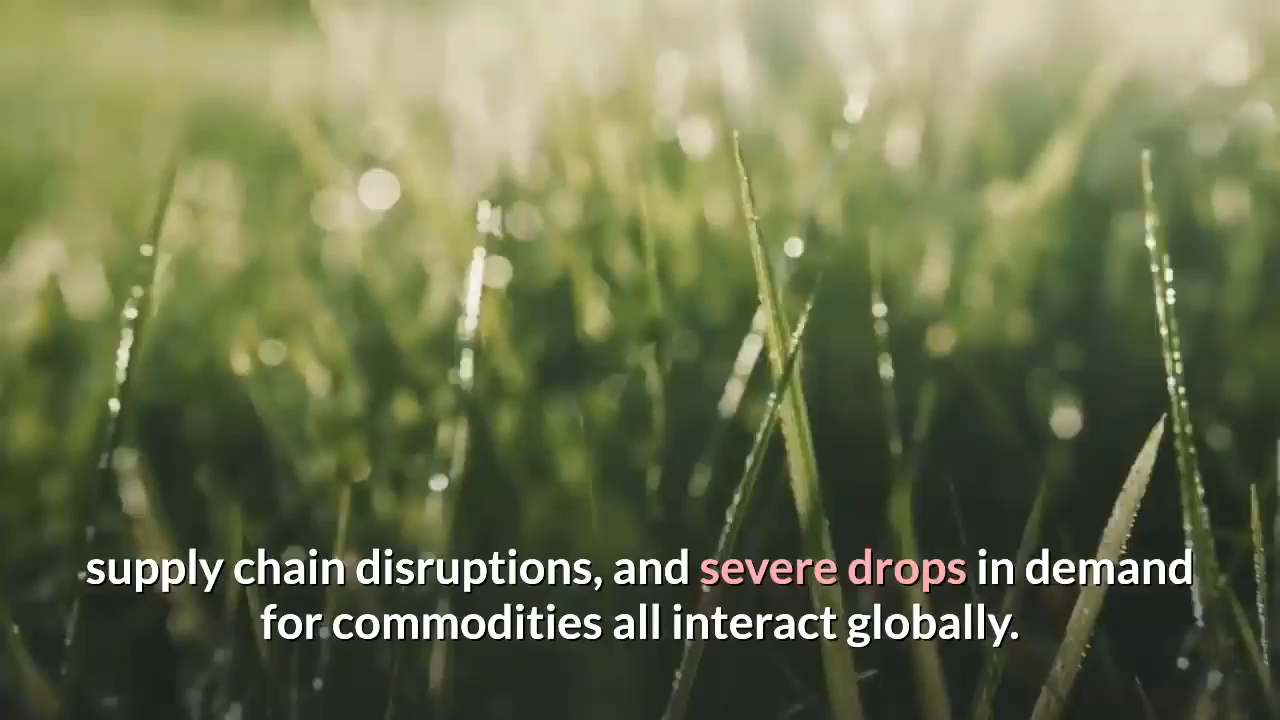 supply chain disruptions, and severe drops in demand
for commodities all interact globally.